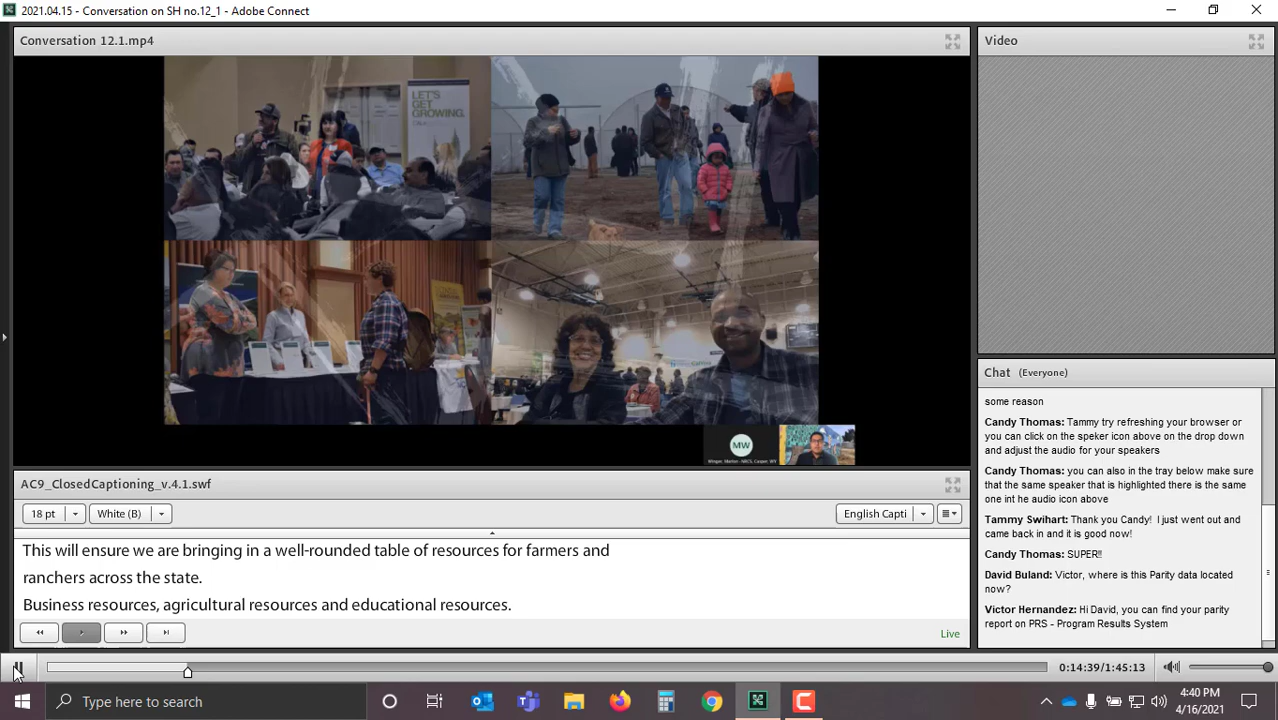 2021.04.15 - Conversation on SH no.12_1 - Adobe Connect
Conversation 12.1.mp4
LET'S
GET
GROWING.
MW
Video
Chat (Everyone)
some reason
Candy Thomas: Tammy try refreshing your browser or
you can click on the speker icon above on the drop down
and adjust the audio for your speakers
Candy Thomas: you can also in the tray below make sure
that the same speaker that is highlighted there is the same
one int he audio icon above
Tammy Swihart: Thank you Candy! I just went out and
came back in and it is good now!
Candy Thomas: SUPER!!
David Buland: Victor, where is this Parity data located
now?
Victor Hernandez: Hi David, you can find your parity
report on PRS - Program Results System
AC9_ClosedCaptioning_v.4.1.swf
18 pt
White (B)
English Capti
This will ensure we are bringing in a well-rounded table of resources for farmers and
ranchers across the state.
Business resources, agricultural resources and educational resources.
Live
0:14:39/1:45:13
Type here to search
4:40 PM
4/16/2021